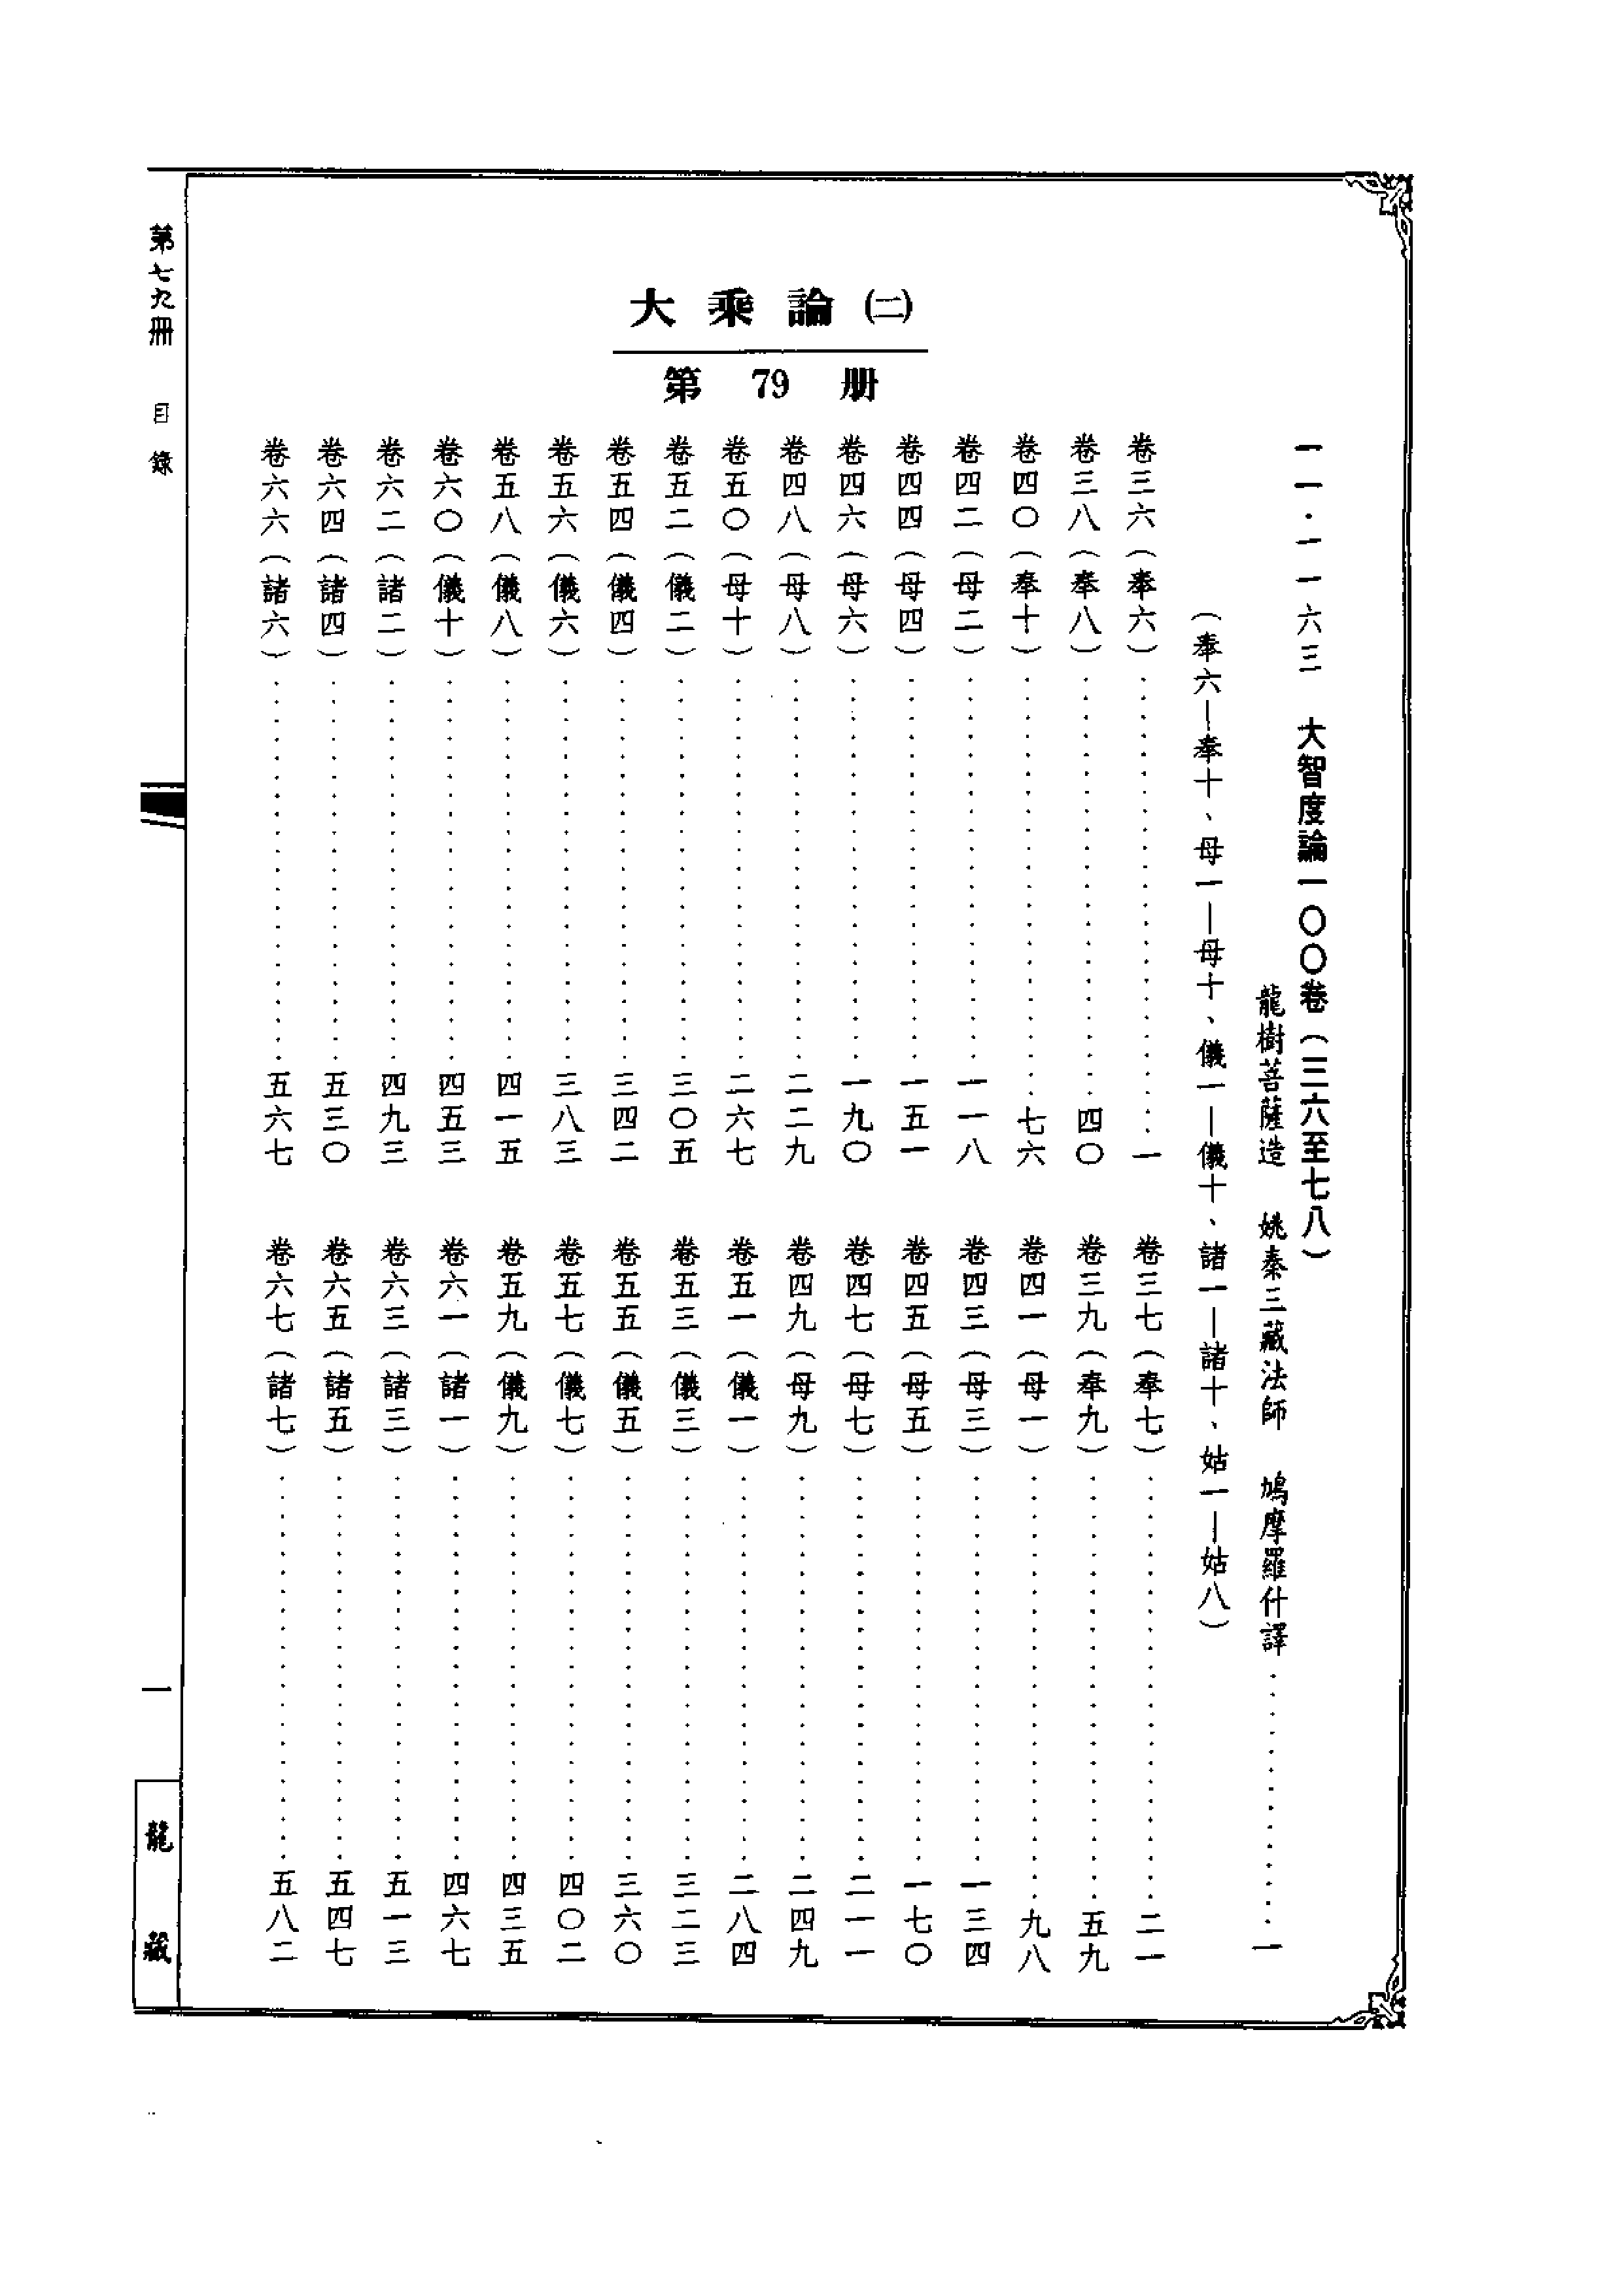 大乘論㈡
第79册
一一·一一六三　大智度論一〇〇卷（三六至七八）
龍樹菩薩造　姚秦三藏法師　鳩摩羅什譯……………一
（奉六—奉十、母一—母十、儀一—儀十、諸一—諸十、姑一—姑八）
卷三六（奉六）……………一
卷三七（奉七）……………二一
卷三八（奉八）……………四〇
卷三九（奉九）……………五九
卷四〇（奉十）……………七六
卷四一（母一）……………九八
卷四二（母二）……………一一八
卷四三（母三）……………一三四
卷四四（母四）……………一五一
卷四五（母五）……………一七〇
卷四六（母六）……………一九〇
卷四七（母七）……………二一一
卷四八（母八）……………二二九
卷四九（母九）……………二四九
卷五〇（母十）……………二六七
卷五一（儀一）……………二八四
卷五二（儀二）……………三〇五
卷五三（儀三）……………三二三
卷五四（儀四）……………三四二
卷五五（儀五）……………三六〇
卷五六（儀六）……………三八三
卷五七（儀七）……………四〇二
卷五八（儀八）……………四一五
卷五九（儀九）……………四三五
卷六〇（儀十）……………四五三
卷六一（諸一）……………四六七
卷六二（諸二）……………四九三
卷六三（諸三）……………五一三
卷六四（諸四）……………五三〇
卷六五（諸五）……………五四七
卷六六（諸六）……………五六七
卷六七（諸七）……………五八二
第七九冊　目錄
一
龍藏